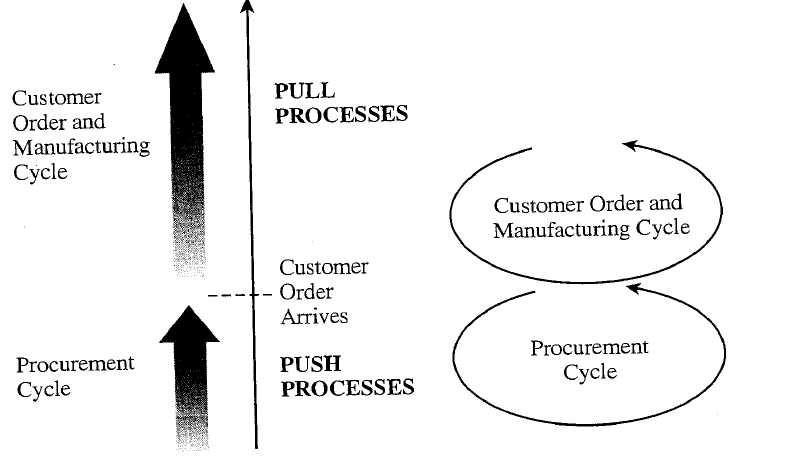 Customer
Order and
Manufacturing
Cycle
PULL
PROCESSES
Customer Order and
Manufacturing Cycle
Customer
Order
Arrives
Procurement
Cycle
PUSH
PROCESSES
Procurement
Cycle